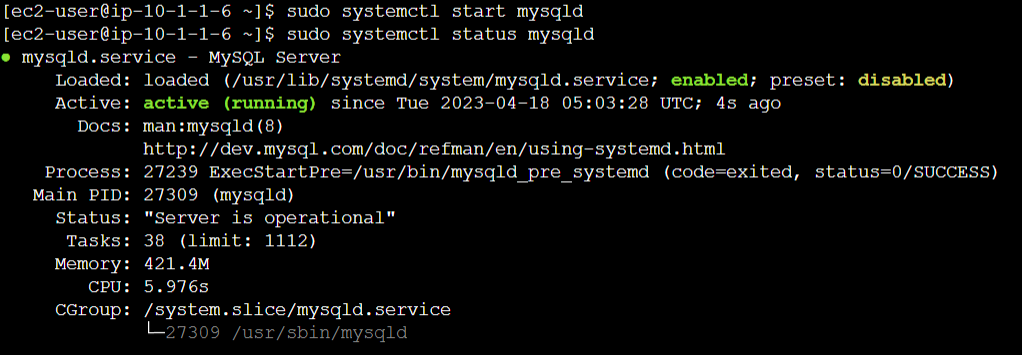 [ec2-user@ip-10-1-1-6 ~]$ sudo systemctl start mysqld
[ec2-user@ip-10-1-1-6 ~]$ sudo systemctl status mysqld
● mysqld.service - MySQL Server
     Loaded: loaded (/usr/lib/systemd/system/mysqld.service; enabled; preset: disabled)
     Active: active (running) since Tue 2023-04-18 05:03:28 UTC; 4s ago
       Docs: man:mysqld(8)
             http://dev.mysql.com/doc/refman/en/using-systemd.html
    Process: 27239 ExecStartPre=/usr/bin/mysqld_pre_systemd (code=exited, status=0/SUCCESS)
   Main PID: 27309 (mysqld)
     Status: "Server is operational"
      Tasks: 38 (limit: 1112)
     Memory: 421.4M
        CPU: 5.976s
     CGroup: /system.slice/mysqld.service
             └─27309 /usr/sbin/mysqld